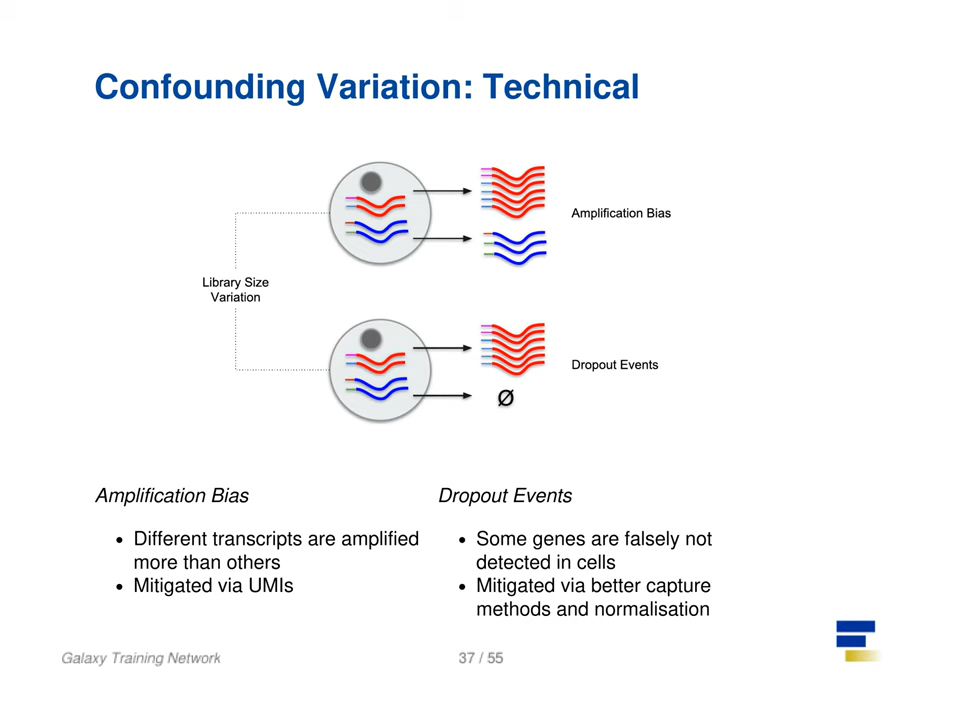 Confounding Variation: Technical
Amplification Bias
Library Size
Variation
Dropout Events
Ø
Amplification Bias
• Different transcripts are amplified
more than others
• Mitigated via UMIs
Dropout Events
• Some genes are falsely not
detected in cells
• Mitigated via better capture
methods and normalisation
Galaxy Training Network
37 / 55